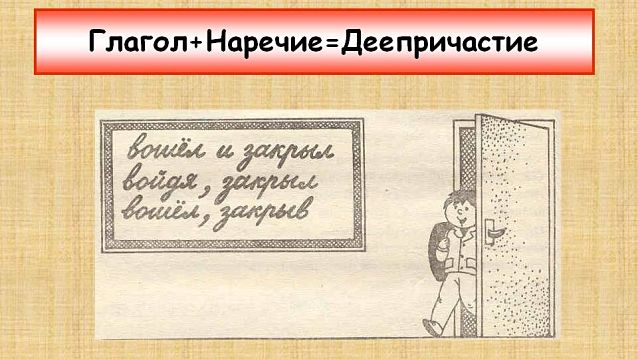 Глагол+Наречие=Деепричастие
вошёл и закрыл
войдя, закрыл
вошёл, закрыв